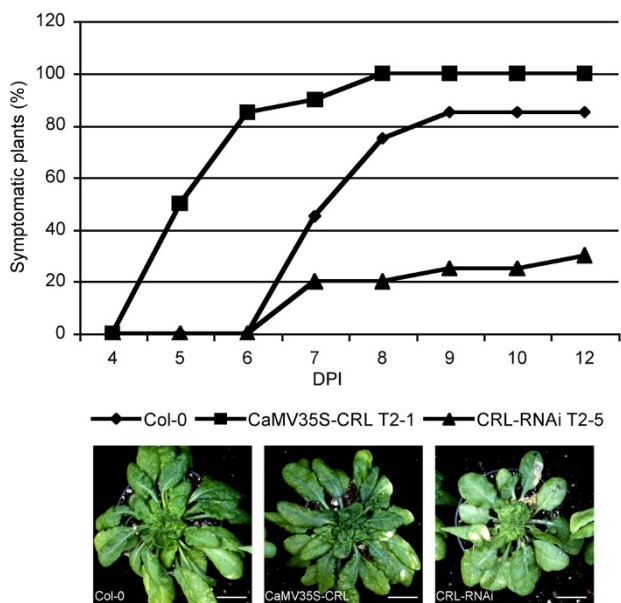 120
100
80
60
40
20
0
Symptomatic plants (%)
4 5 6 7 8 9 10 12
DPI
Col-0 CaMV35S-CRL T2-1 CRL-RNAi T2-5
Col-0 CaMV35S-CRL CRL-RNAi